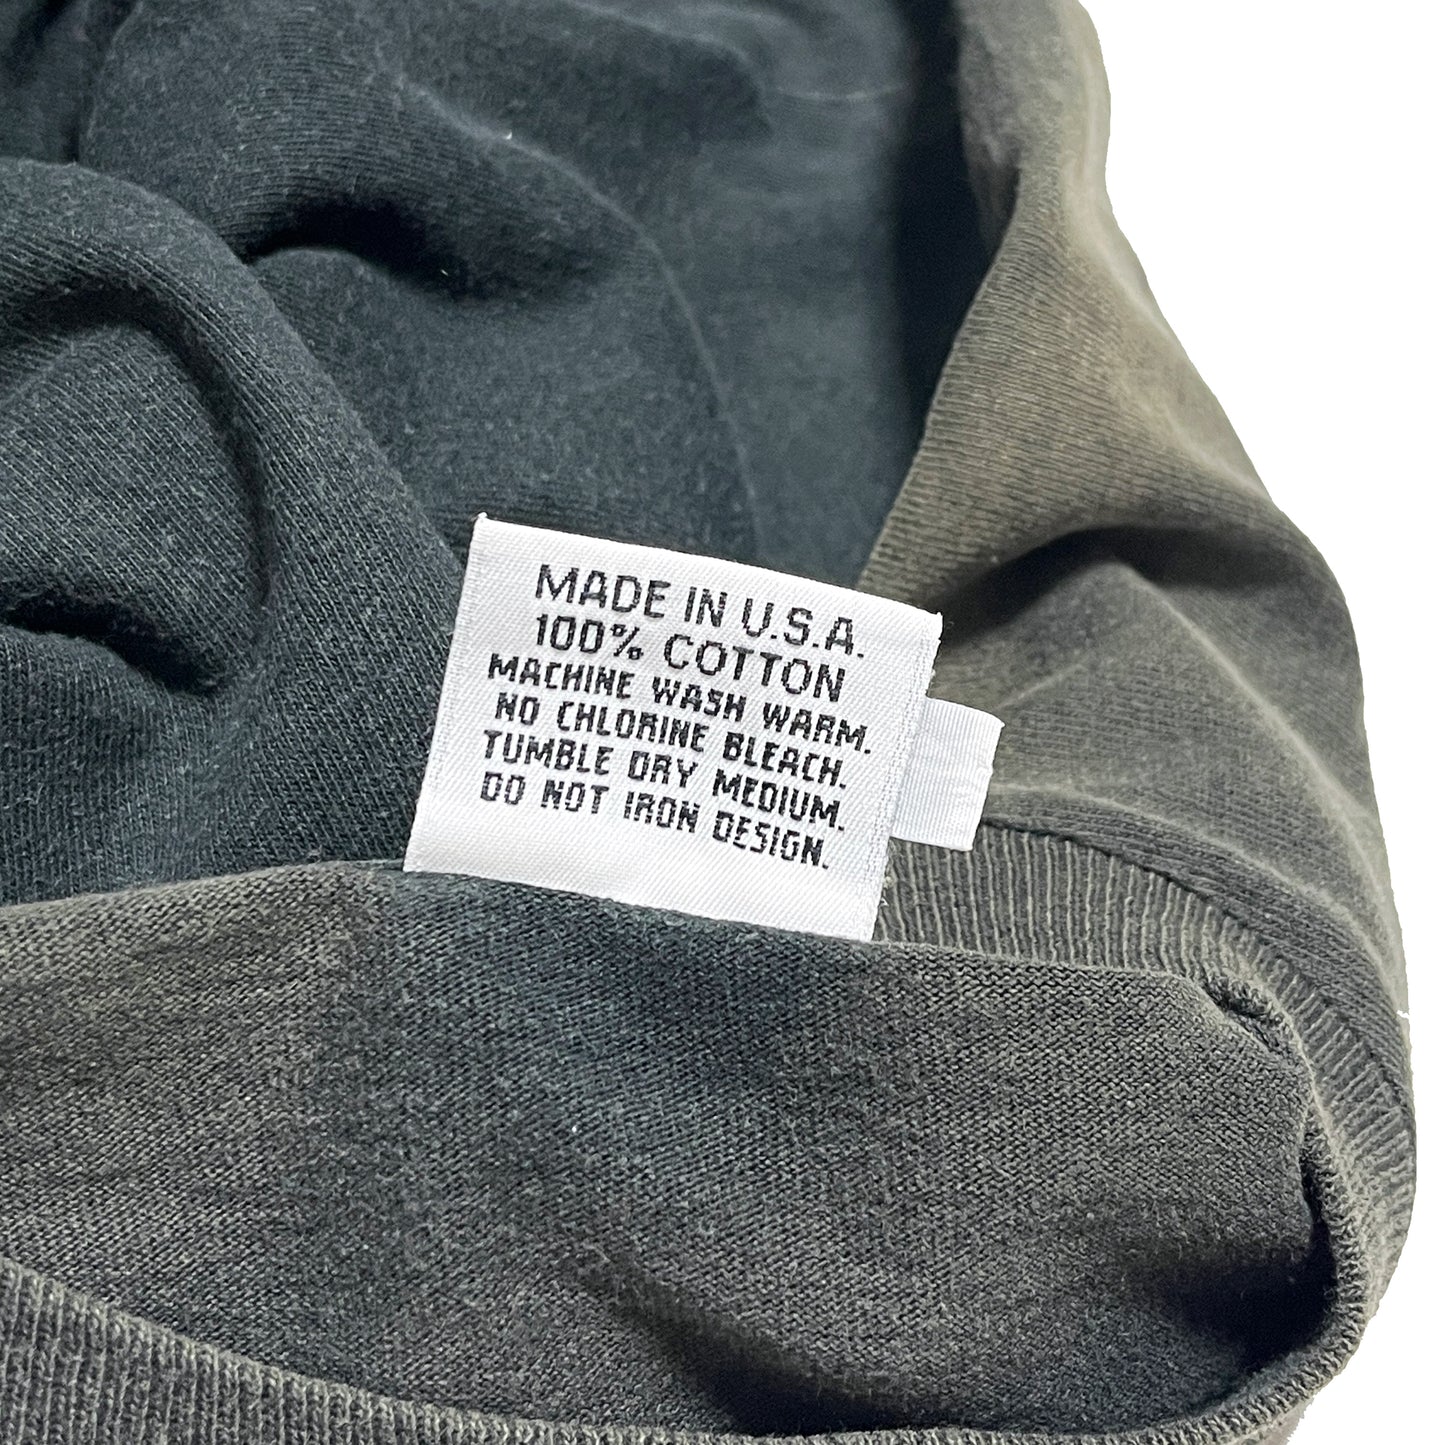 MADE IN U.S.A.
100% COTTON
MACHINE WASH WARM.
NO CHLORINE BLEACH.
TUMBLE DRY MEDIUM.
DO NOT IRON DESIGN.